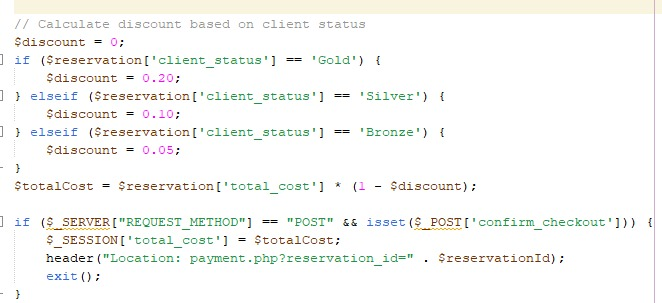 // Calculate discount based on client status
$discount = 0;
if ($reservation['client_status'] == 'Gold') {
    $discount = 0.20;
} elseif ($reservation['client_status'] == 'Silver') {
    $discount = 0.10;
} elseif ($reservation['client_status'] == 'Bronze') {
    $discount = 0.05;
}
$totalCost = $reservation['total_cost'] * (1 - $discount);
if ($_SERVER["REQUEST_METHOD"] == "POST" && isset($_POST['confirm_checkout'])) {
    $_SESSION['total_cost'] = $totalCost;
    header("Location: payment.php?reservation_id=" . $reservationId);
    exit();
}